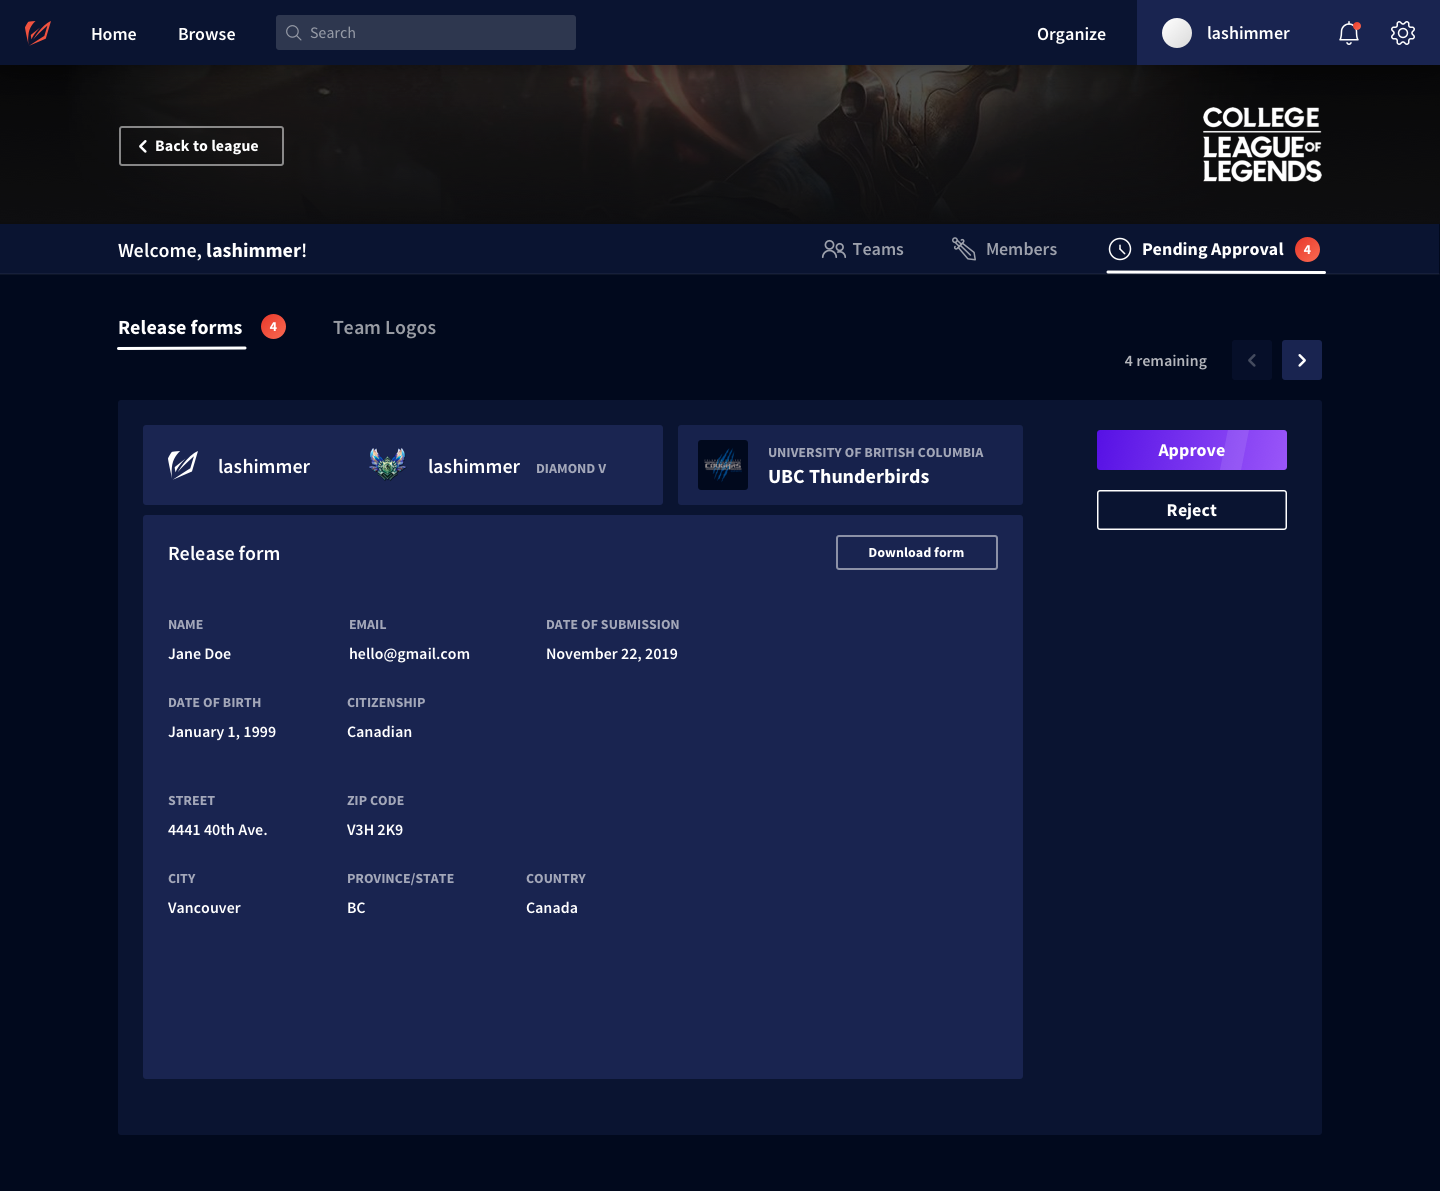 Home
Browse
Search
Organize
lashimmer
Back to league
COLLEGE
LEAGUE OF
LEGENDS
Welcome, lashimmer!
Teams
Members
Pending Approval
4
Release forms
4
Team Logos
4 remaining
lashimmer
lashimmer DIAMOND V
COUGARS
UNIVERSITY OF BRITISH COLUMBIA
UBC Thunderbirds
Approve
Reject
Release form
Download form
NAME
EMAIL
DATE OF SUBMISSION
Jane Doe
hello@gmail.com
November 22, 2019
DATE OF BIRTH
CITIZENSHIP
January 1, 1999
Canadian
STREET
ZIP CODE
4441 40th Ave.
V3H 2K9
CITY
PROVINCE/STATE
COUNTRY
Vancouver
BC
Canada